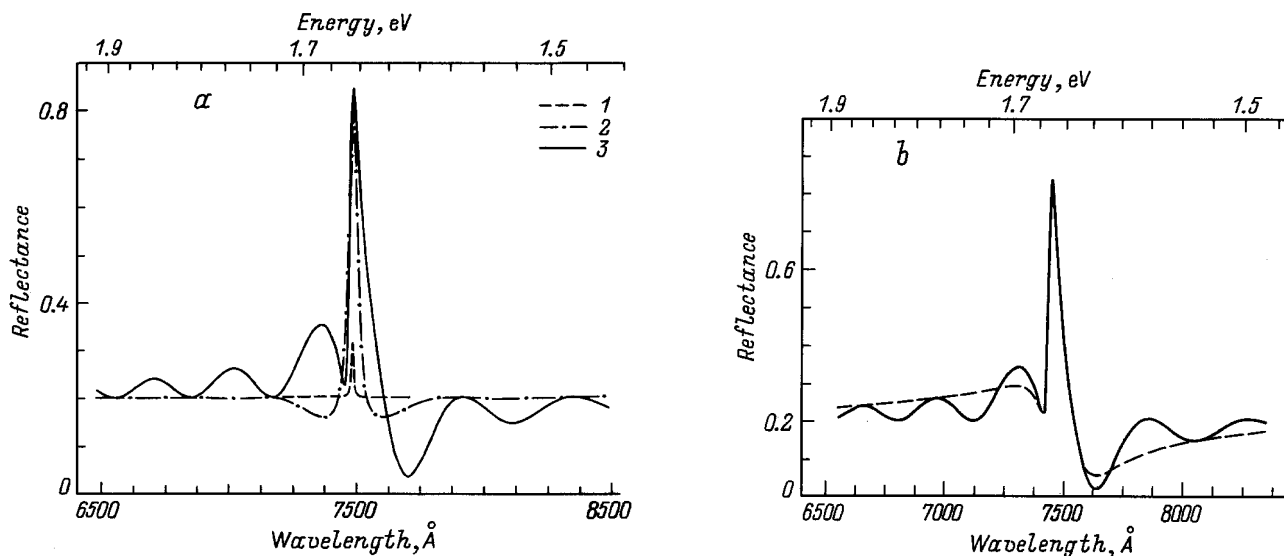 Energy, eV
1.9 1.7 1.5
a
1
2
3
0.8
0.4
0
Reflectance
6500 7500 8500
Wavelength, Å
Energy, eV
1.9 1.7 1.5
b
0.6
0.2
0
Reflectance
6500 7000 7500 8000
Wavelength, Å